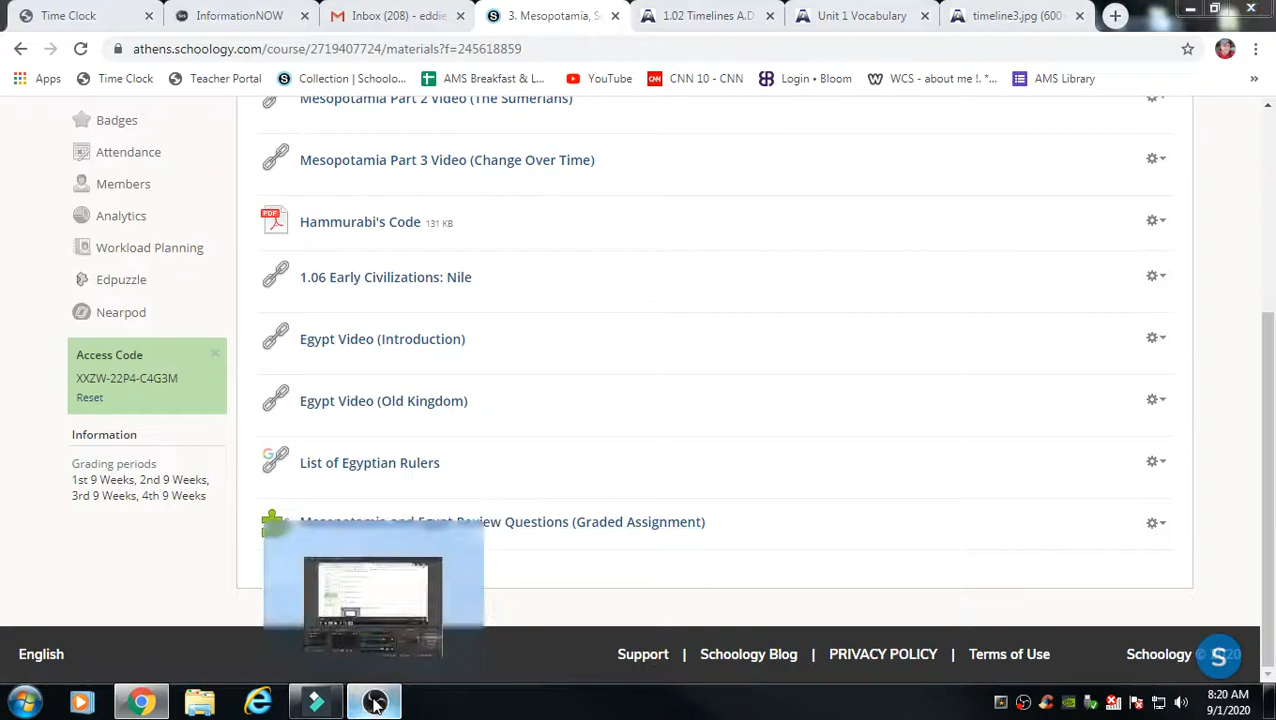 Time Clock
InformationNOW
Inbox (208) - eddie
3. Mesopotamia, S
1.02 Timelines A.D
Unit 1 Vocabulary
timeline3.jpg (600
athens.schoology.com/course/2719407724/materials?f=245618859
Apps
Time Clock
Teacher Portal
Collection | Schoolo...
AMS Breakfast & L...
YouTube
CNN 10 - CNN
Login • Bloom
WCS - about me !. *...
AMS Library
»
Mesopotamia Part 2 Video (The Sumerians)
Badges
Attendance
Mesopotamia Part 3 Video (Change Over Time)
Members
Analytics
Hammurabi's Code 131 KB
Workload Planning
Edpuzzle
1.06 Early Civilizations: Nile
Nearpod
Egypt Video (Introduction)
Access Code
XXZW-22P4-C4G3M
Reset
Egypt Video (Old Kingdom)
Information
Grading periods
1st 9 Weeks, 2nd 9 Weeks,
3rd 9 Weeks, 4th 9 Weeks
List of Egyptian Rulers
Mesopotamia and Egypt Review Questions (Graded Assignment)
English
Support | Schoology Blog | PRIVACY POLICY | Terms of Use
Schoology © 2020
8:20 AM
9/1/2020